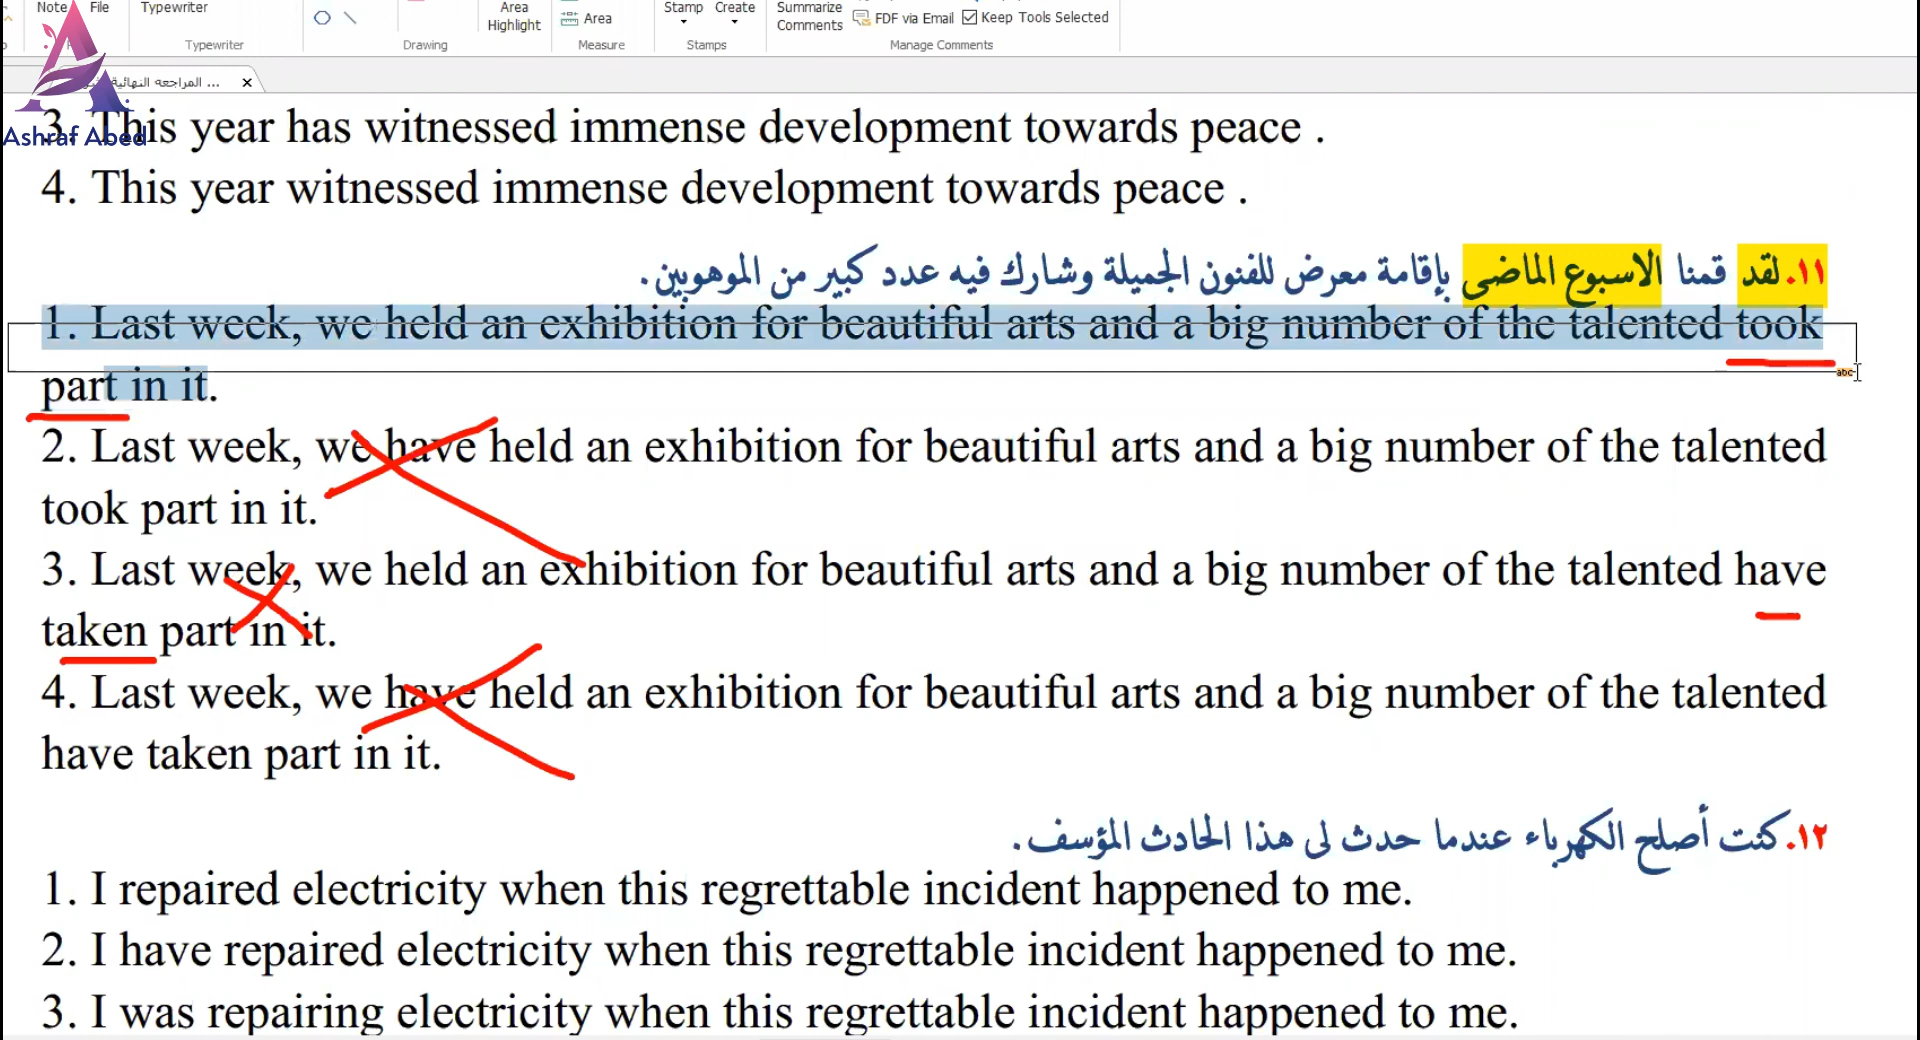 Note File Typewriter Area Highlight Area Stamp Create Summarize Comments FDF via Email Keep Tools Selected
Typewriter Drawing Measure Stamps Manage Comments
المراجعه النهائية ...
Ashraf Abed
3. This year has witnessed immense development towards peace .
4. This year witnessed immense development towards peace .
١١. لقد قمنا الاسبوع الماضى بإقامة معرض للفنون الجميلة وشارك فيه عدد كبير من الموهوبين.
1. Last week, we held an exhibition for beautiful arts and a big number of the talented took
part in it.
abc
2. Last week, we have held an exhibition for beautiful arts and a big number of the talented
took part in it.
3. Last week, we held an exhibition for beautiful arts and a big number of the talented have
taken part in it.
4. Last week, we have held an exhibition for beautiful arts and a big number of the talented
have taken part in it.
١٢. كنت أصلح الكهرباء عندما حدث لى هذا الحادث المؤسف.
1. I repaired electricity when this regrettable incident happened to me.
2. I have repaired electricity when this regrettable incident happened to me.
3. I was repairing electricity when this regrettable incident happened to me.